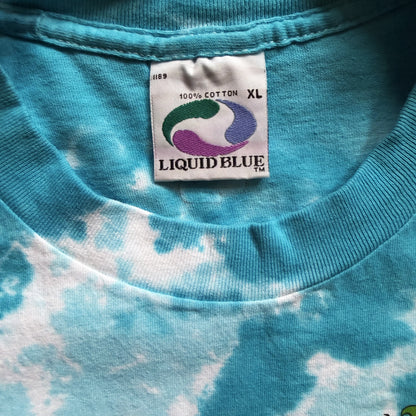 1189
100% COTTON XL
LIQUID BLUE
TM